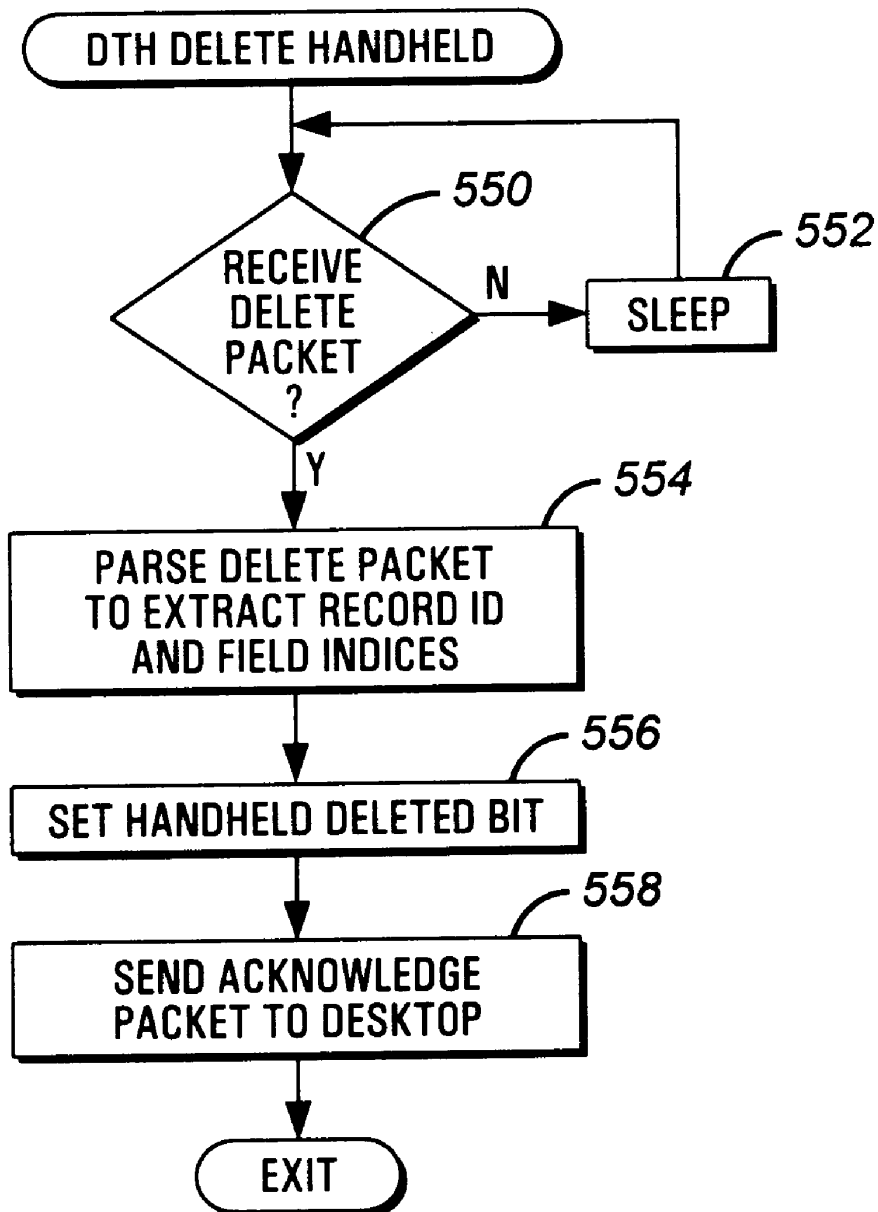 DTH DELETE HANDHELD
550
RECEIVE
DELETE
PACKET
?
N
552
SLEEP
Y
554
PARSE DELETE PACKET
TO EXTRACT RECORD ID
AND FIELD INDICES
556
SET HANDHELD DELETED BIT
558
SEND ACKNOWLEDGE
PACKET TO DESKTOP
EXIT